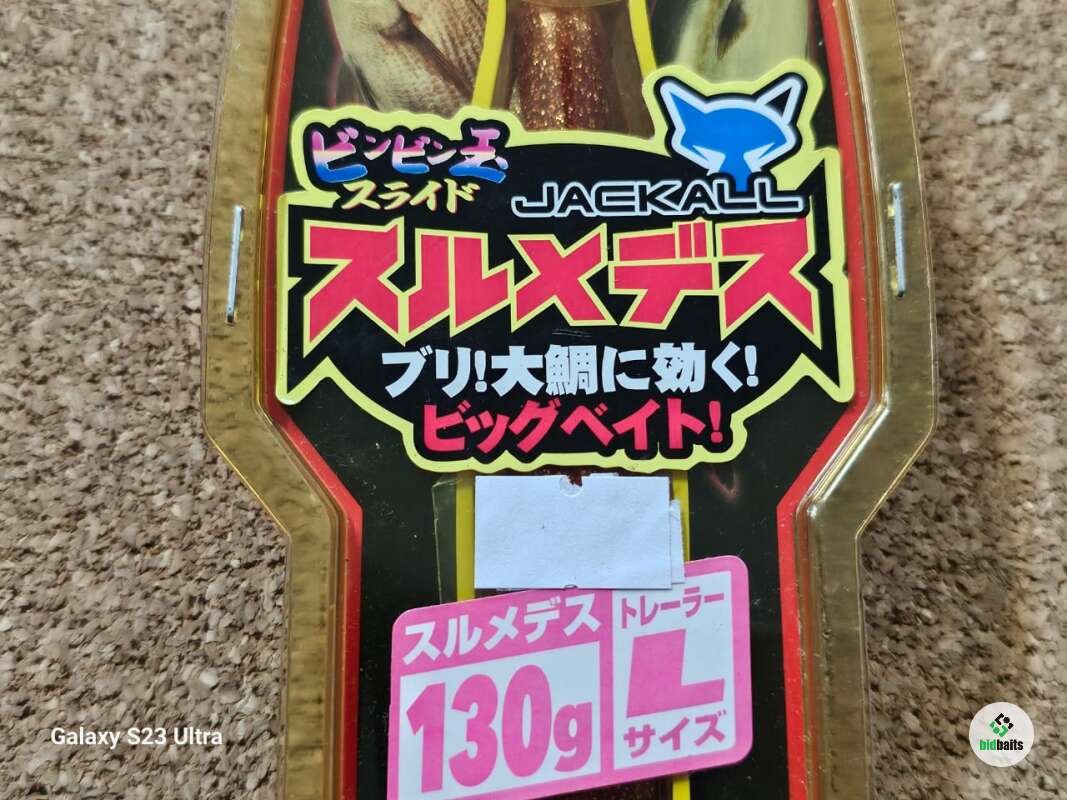 ビンビン玉
スライド
JACKALL
スルメデス
ブリ!大鯛に効く!
ビッグベイト!
スルメデス
130g
トレーラー
L
サイズ
Galaxy S23 Ultra
bidbaits